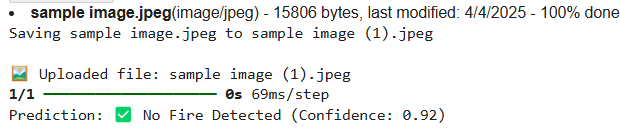 • sample image.jpeg(image/jpeg) - 15806 bytes, last modified: 4/4/2025 - 100% done
Saving sample image.jpeg to sample image (1).jpeg
🖼️ Uploaded file: sample image (1).jpeg
1/1 ━━━━━━━━━━━━━━━━━━━━ 0s 69ms/step
Prediction: ✅ No Fire Detected (Confidence: 0.92)